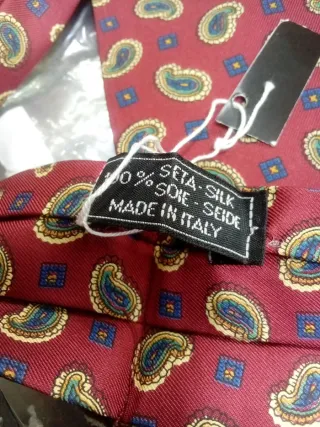 SETA - SILK
100% SOIE - SEIDE
MADE IN ITALY